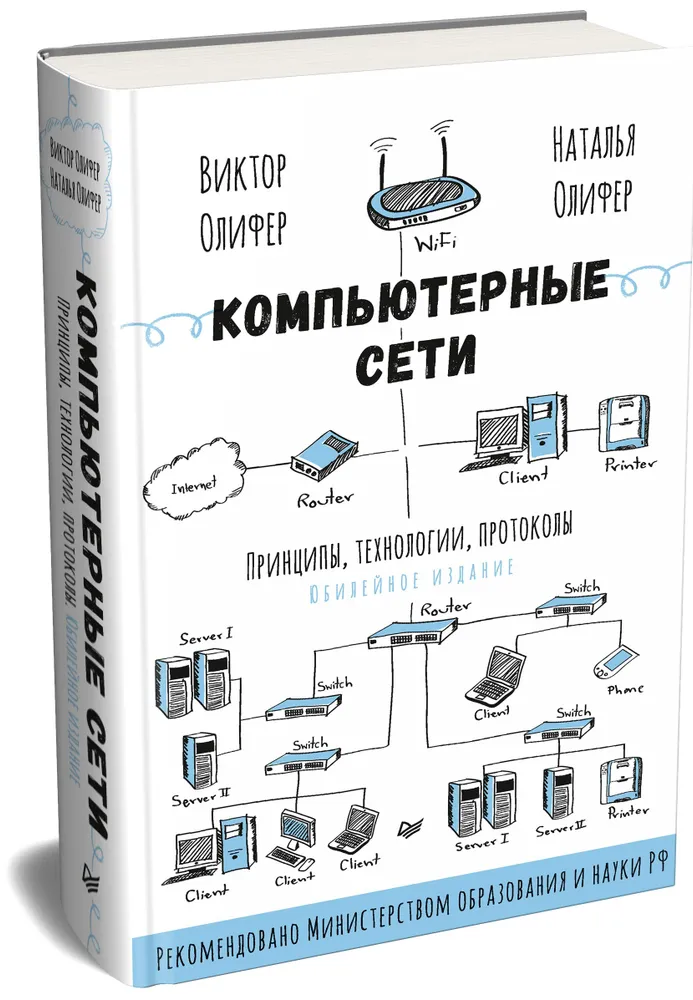 Виктор Олифер
Наталья Олифер
КОМПЬЮТЕРНЫЕ СЕТИ
ПРИНЦИПЫ, ТЕХНОЛОГИИ, ПРОТОКОЛЫ. ЮБИЛЕЙНОЕ ИЗДАНИЕ
ВИКТОР
ОЛИФЕР
НАТАЛЬЯ
ОЛИФЕР
WiFi
КОМПЬЮТЕРНЫЕ
СЕТИ
Internet
Router
Client
Printer
ПРИНЦИПЫ, ТЕХНОЛОГИИ, ПРОТОКОЛЫ
ЮБИЛЕЙНОЕ ИЗДАНИЕ
Router
Switch
Server I
Switch
Client
Phone
Switch
Switch
Server II
Client
Client
Client
Server I
Server II
Printer
РЕКОМЕНДОВАНО МИНИСТЕРСТВОМ ОБРАЗОВАНИЯ И НАУКИ РФ